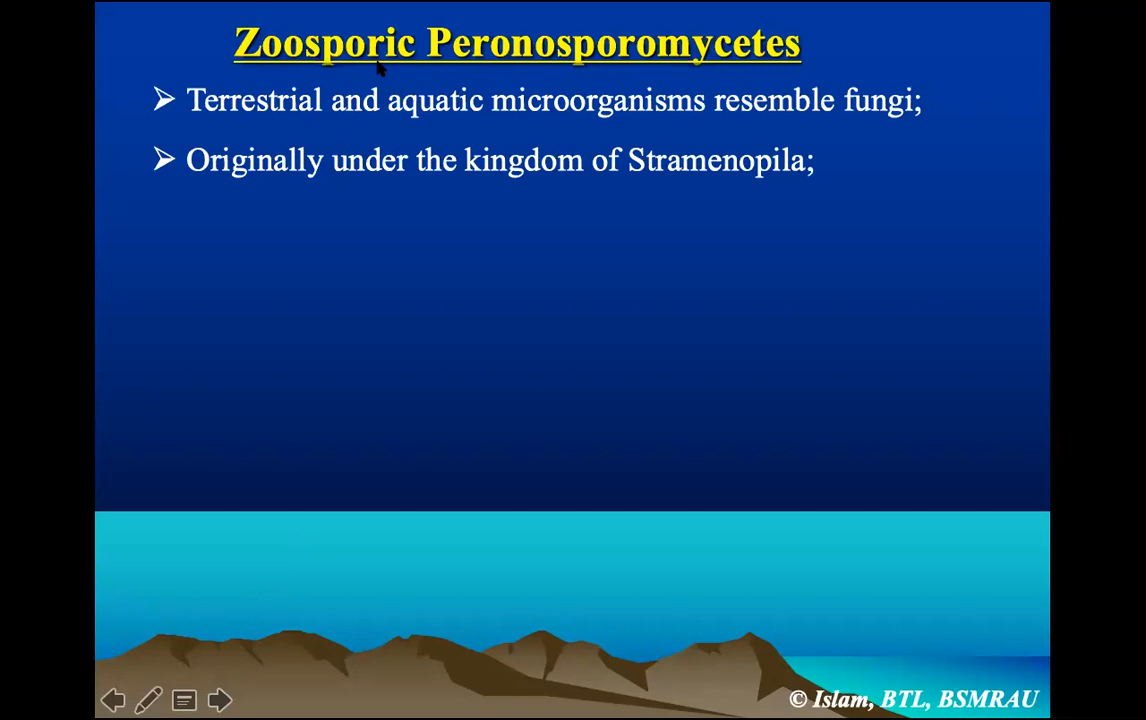 Zoosporic Peronosporomycetes
➢ Terrestrial and aquatic microorganisms resemble fungi;
➢ Originally under the kingdom of Stramenopila;
© Islam, BTL, BSMRAU